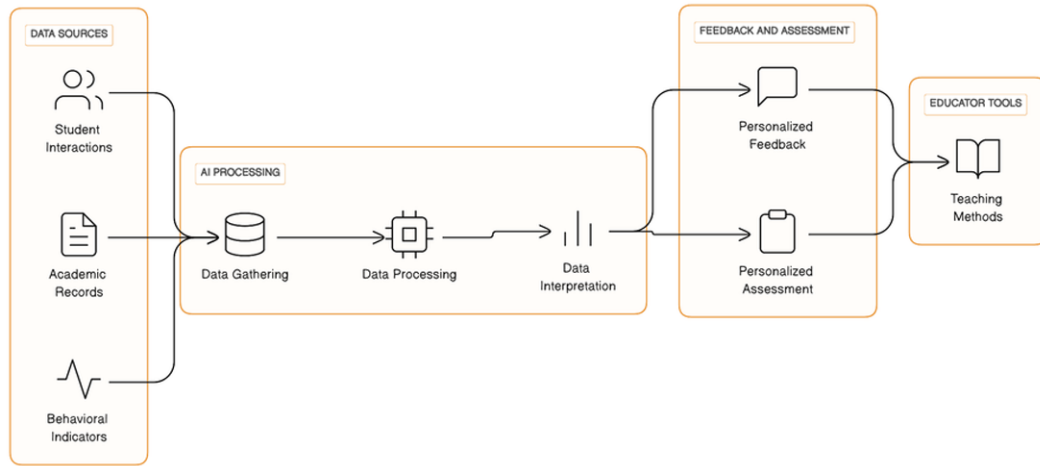 DATA SOURCES
Student
Interactions
Academic
Records
Behavioral
Indicators
AI PROCESSING
Data Gathering
Data Processing
Data
Interpretation
FEEDBACK AND ASSESSMENT
Personalized
Feedback
Personalized
Assessment
EDUCATOR TOOLS
Teaching
Methods